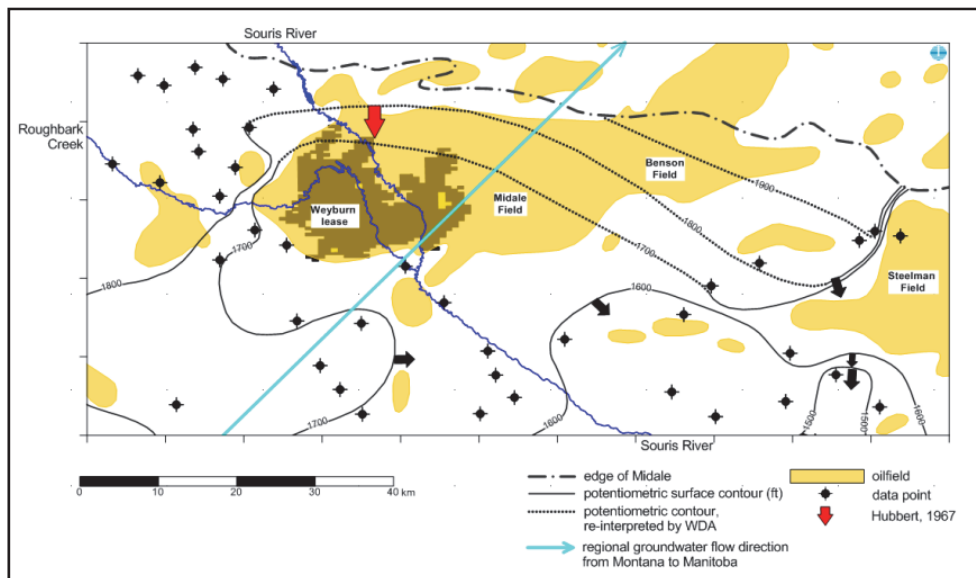 Souris River
Roughbark
Creek
Benson
Field
1900
Weyburn
lease
Midale
Field
1800
1700
1700
1800
Steelman
Field
1600
1700
1600
1500
1500
1600
Souris River
0
10
20
30
40
km
edge of Midale
potentiometric surface contour (ft)
potentiometric contour,
re-interpreted by WDA
regional groundwater flow direction
from Montana to Manitoba
oilfield
data point
Hubbert, 1967